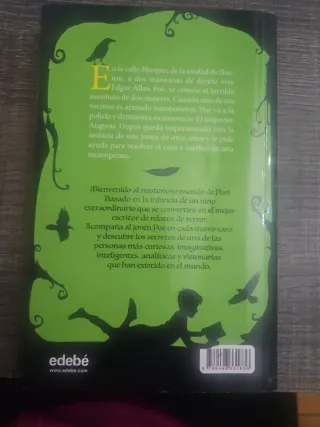 En la calle Morgue, de la ciudad de Bos-
ton, a dos manzanas de donde vive
Edgar Allan Poe, se comete el terrible
asesinato de dos mujeres. Cuando uno de sus
vecinos es acusado injustamente, Poe va a la
policía y demuestra su inocencia. El inspector
Auguste Dupin queda impresionado con la
audacia de este joven de once años y le pide
ayuda para resolver el caso a cambio de una
recompensa.
¡Bienvenido al misterioso mundo de Poe!
Basado en la infancia de un niño
extraordinario que se convertirá en el mejor
escritor de relatos de terror.
Acompaña al joven Poe en cada nuevo caso
y descubre los secretos de una de las
personas más curiosas, imaginativas,
inteligentes, analíticas y visionarias
que han existido en el mundo.
edebé
www.edebe.com